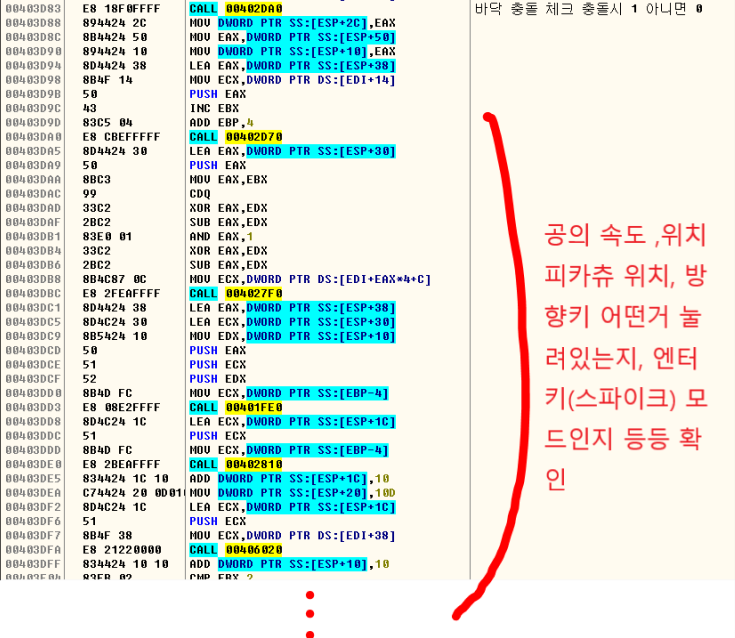 00403D83 E8 18F0FFFF CALL 00402DA0 바닥 충돌 체크 충돌시 1 아니면 0
00403D88 894424 2C MOV DWORD PTR SS:[ESP+2C],EAX
00403D8C 8B4424 50 MOV EAX,DWORD PTR SS:[ESP+50]
00403D90 894424 10 MOV DWORD PTR SS:[ESP+10],EAX
00403D94 8D4424 38 LEA EAX,DWORD PTR SS:[ESP+38]
00403D98 8B4F 14 MOV ECX,DWORD PTR DS:[EDI+14]
00403D9B 50 PUSH EAX
00403D9C 43 INC EBX
00403D9D 83C5 04 ADD EBP,4
00403DA0 E8 CBEFFFFF CALL 00402D70
00403DA5 8D4424 30 LEA EAX,DWORD PTR SS:[ESP+30]
00403DA9 50 PUSH EAX
00403DAA 8BC3 MOV EAX,EBX
00403DAC 99 CDQ
00403DAD 33C2 XOR EAX,EDX
00403DAF 2BC2 SUB EAX,EDX
00403DB1 83E0 01 AND EAX,1
00403DB4 33C2 XOR EAX,EDX
00403DB6 2BC2 SUB EAX,EDX
00403DB8 8B4C87 0C MOV ECX,DWORD PTR DS:[EDI+EAX*4+C]
00403DBC E8 2FEAFFFF CALL 004027F0
00403DC1 8D4424 38 LEA EAX,DWORD PTR SS:[ESP+38]
00403DC5 8D4C24 30 LEA ECX,DWORD PTR SS:[ESP+30]
00403DC9 8B5424 10 MOV EDX,DWORD PTR SS:[ESP+10]
00403DCD 50 PUSH EAX
00403DCE 51 PUSH ECX
00403DCF 52 PUSH EDX
00403DD0 8B4D FC MOV ECX,DWORD PTR SS:[EBP-4]
00403DD3 E8 08E2FFFF CALL 00401FE0
00403DD8 8D4C24 1C LEA ECX,DWORD PTR SS:[ESP+1C]
00403DDC 51 PUSH ECX
00403DDD 8B4D FC MOV ECX,DWORD PTR SS:[EBP-4]
00403DE0 E8 2BEAFFFF CALL 00402810
00403DE5 834424 1C 10 ADD DWORD PTR SS:[ESP+1C],10
00403DEA C74424 20 0D01 MOV DWORD PTR SS:[ESP+20],10D
00403DF2 8D4C24 1C LEA ECX,DWORD PTR SS:[ESP+1C]
00403DF6 51 PUSH ECX
00403DF7 8B4F 38 MOV ECX,DWORD PTR DS:[EDI+38]
00403DFA E8 21220000 CALL 00406020
00403DFF 834424 10 10 ADD DWORD PTR SS:[ESP+10],10
00403E04 83FB 02 CMP EBX,2
공의 속도 ,위치
피카츄 위치, 방
향키 어떤거 눌
려있는지, 엔터
키(스파이크) 모
드인지 등등 확
인